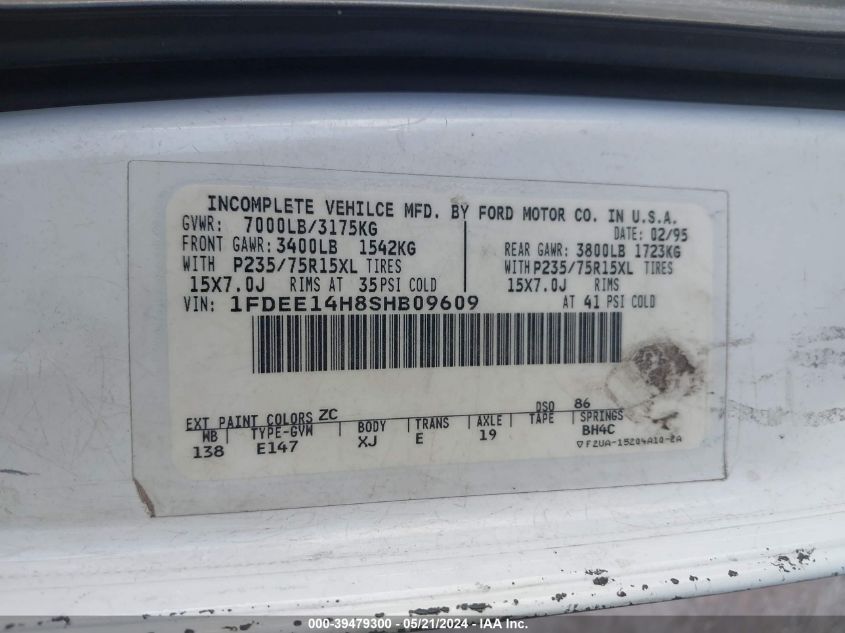 INCOMPLETE VEHILCE MFD. BY FORD MOTOR CO. IN U.S.A.
GVWR: 7000LB/3175KG DATE: 02/95
FRONT GAWR: 3400LB 1542KG REAR GAWR: 3800LB 1723KG
WITH P235/75R15XL TIRES WITH P235/75R15XL TIRES
15X7.0J RIMS AT 35 PSI COLD 15X7.0J RIMS
VIN: 1FDEE14H8SHB09609 AT 41 PSI COLD
EXT PAINT COLORS ZC DSO 86
WB TYPE-GVW BODY TRANS AXLE TAPE SPRINGS
138 E147 XJ E 19 BH4C
▽F2UA-15204A10-2A
000-39479300 - 05/21/2024 - IAAI Inc.